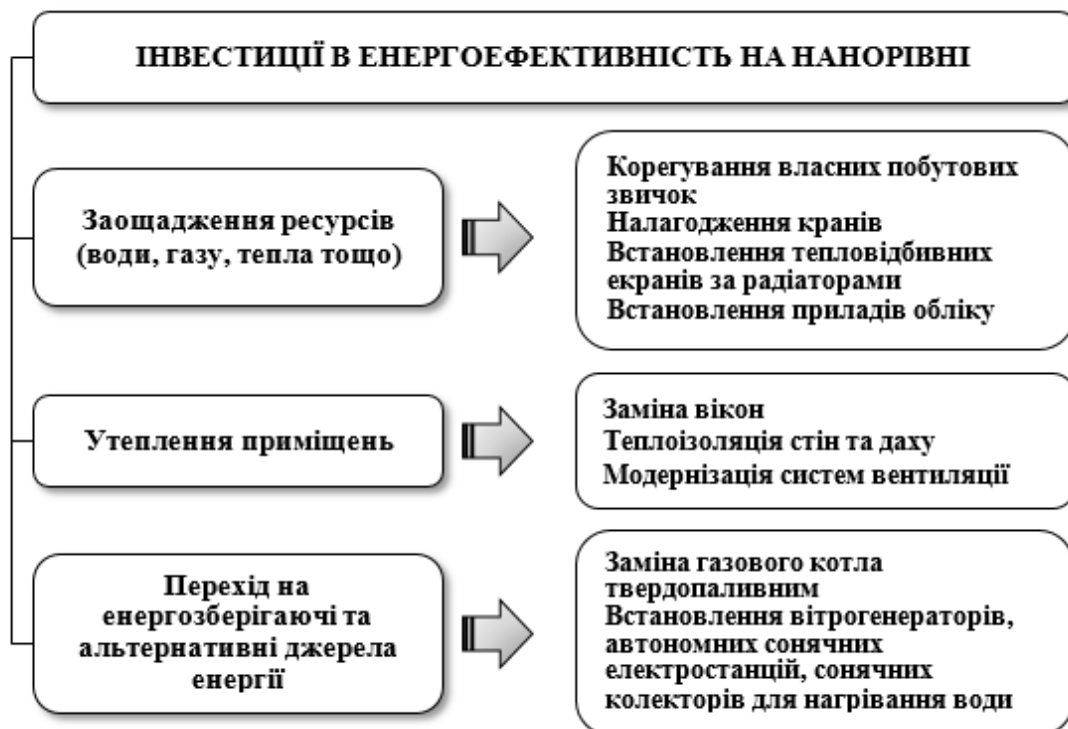 ІНВЕСТИЦІЇ В ЕНЕРГОЕФЕКТИВНІСТЬ НА НАНОРІВНІ
Заощадження ресурсів
(води, газу, тепла тощо)
Корегування власних побутових
звичок
Налагодження кранів
Встановлення тепловідбивних
екранів за радіаторами
Встановлення приладів обліку
Утеплення приміщень
Заміна вікон
Теплоізоляція стін та даху
Модернізація систем вентиляції
Перехід на
енергозберігаючі та
альтернативні джерела
енергії
Заміна газового котла
твердопаливним
Встановлення вітрогенераторів,
автономних сонячних
електростанцій, сонячних
колекторів для нагрівання води